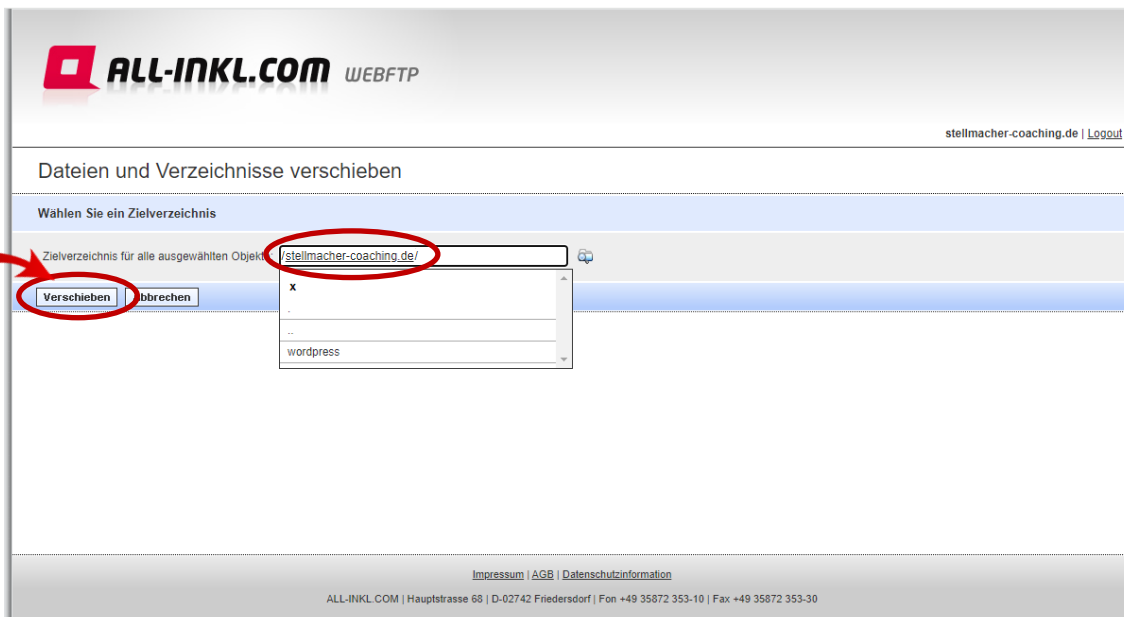 ALL-INKL.COM WEBFTP
stellmacher-coaching.de | Logout
Dateien und Verzeichnisse verschieben
Wählen Sie ein Zielverzeichnis
Zielverzeichnis für alle ausgewählten /stellmacher-coaching.de/
x
.
..
wordpress
Verschieben bbrechen
Impressum | AGB | Datenschutzinformation
ALL-INKL.COM | Hauptstrasse 68 | D-02742 Friedersdorf | Fon +49 35872 353-10 | Fax +49 35872 353-30